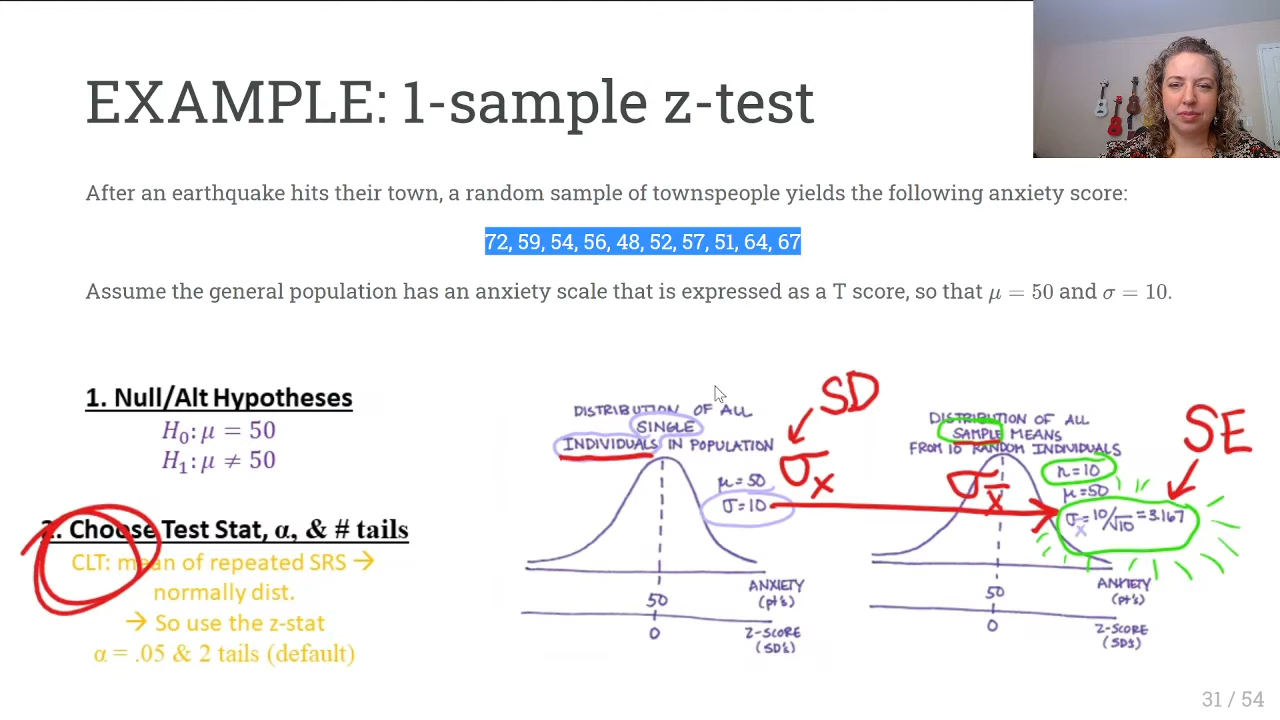 EXAMPLE: 1-sample z-test
After an earthquake hits their town, a random sample of townspeople yields the following anxiety score:
72, 59, 54, 56, 48, 52, 57, 51, 64, 67
Assume the general population has an anxiety scale that is expressed as a T score, so that μ = 50 and σ = 10.
1. Null/Alt Hypotheses
H₀: μ = 50
H₁: μ ≠ 50
2. Choose Test Stat, α, & # tails
CLT: mean of repeated SRS →
normally dist.
→ So use the z-stat
α = .05 & 2 tails (default)
DISTRIBUTION OF ALL
SINGLE
INDIVIDUALS IN POPULATION
SD
σx
μ = 50
σ = 10
50
0
ANXIETY
(pt's)
Z-SCORE
(SD's)
DISTRIBUTION OF ALL
SAMPLE MEANS
FROM 10 RANDOM INDIVIDUALS
SE
σx̄
n = 10
μ = 50
σx̄ = 10/√10 = 3.167
50
0
ANXIETY
(pt's)
Z-SCORE
(SD's)
31 / 54